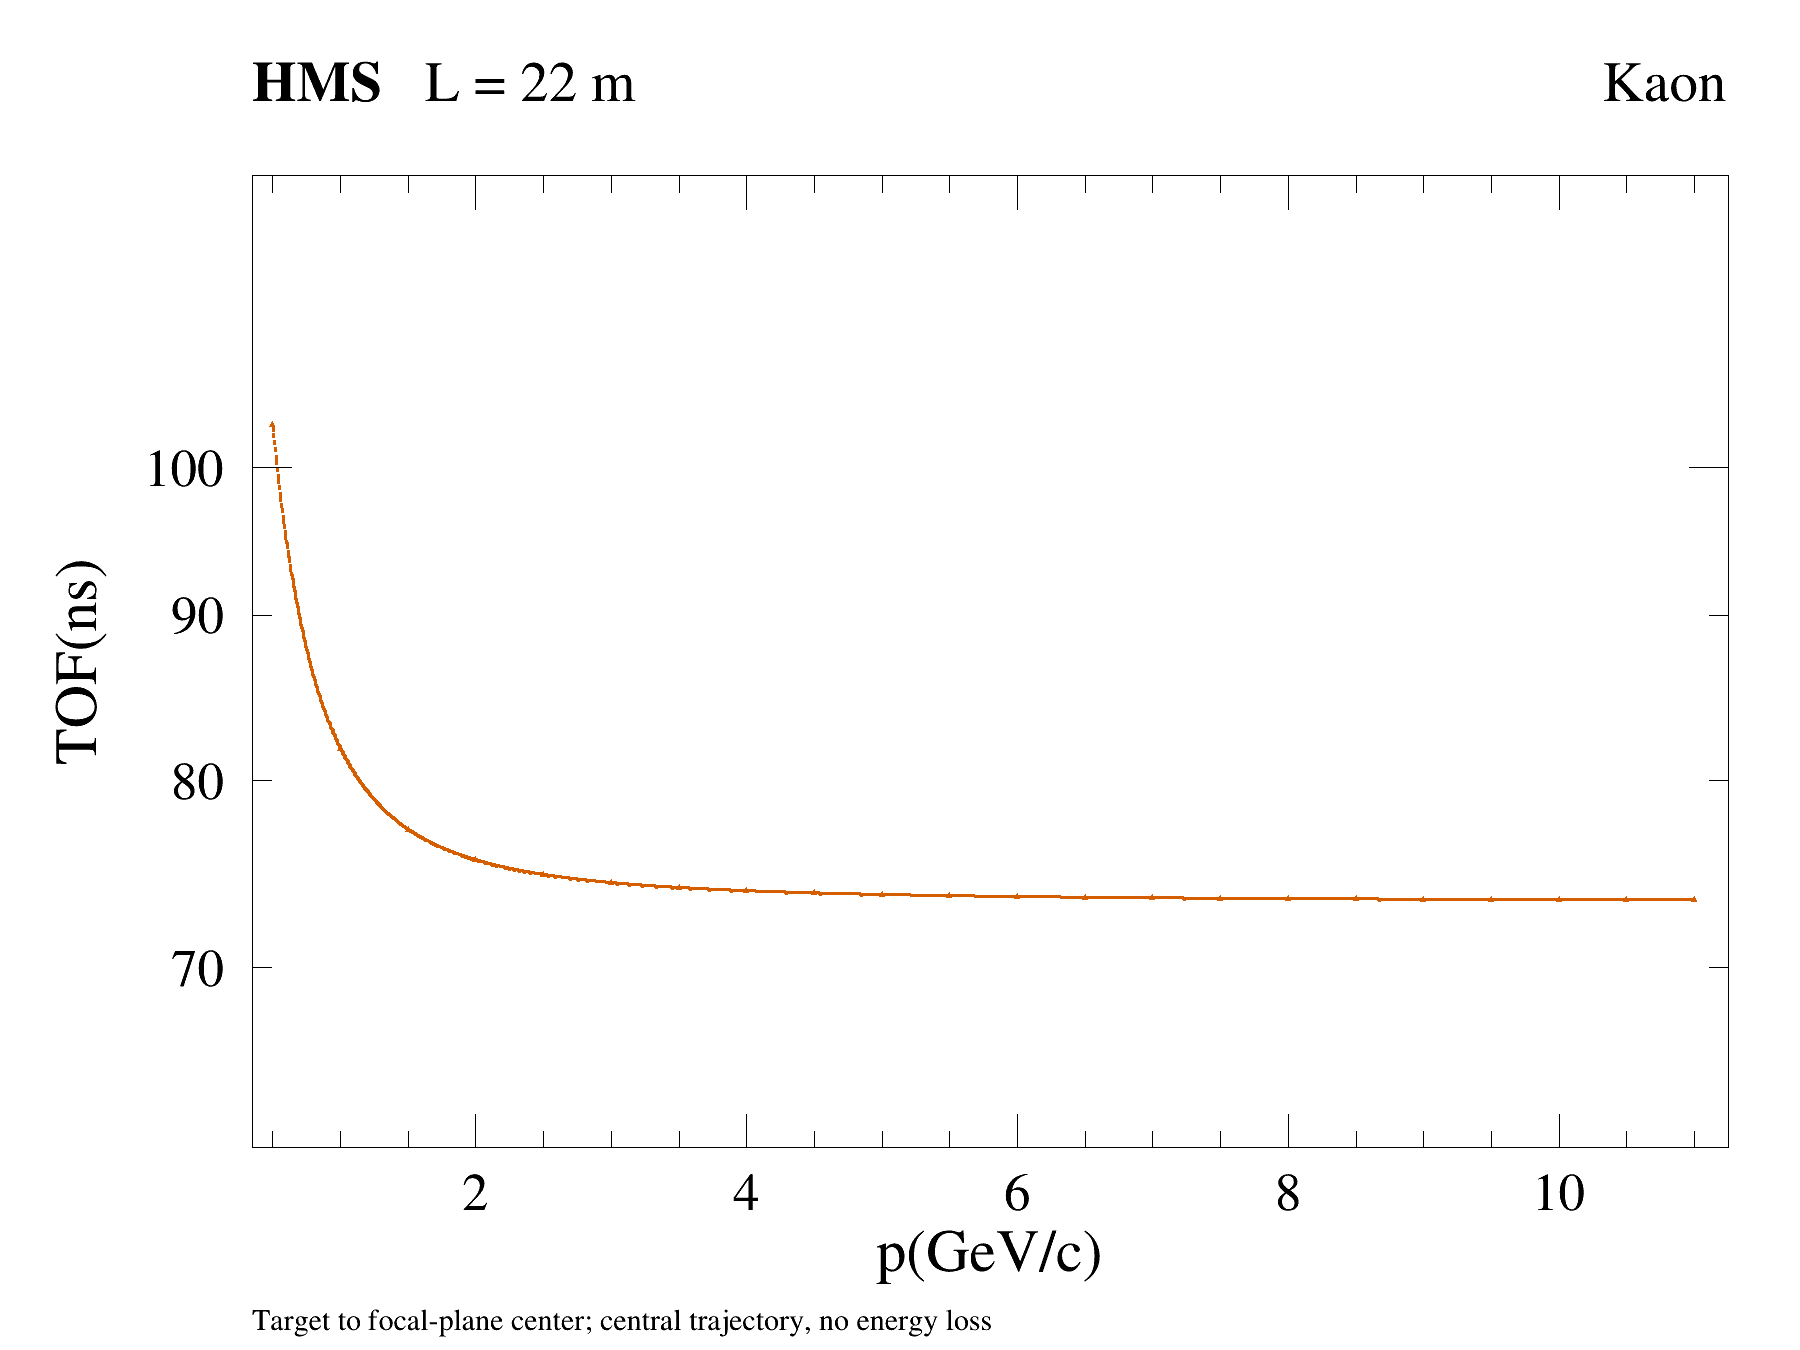 HMS L = 22 m
Kaon
100
90
80
70
TOF(ns)
2 4 6 8 10
p(GeV/c)
Target to focal-plane center; central trajectory, no energy loss